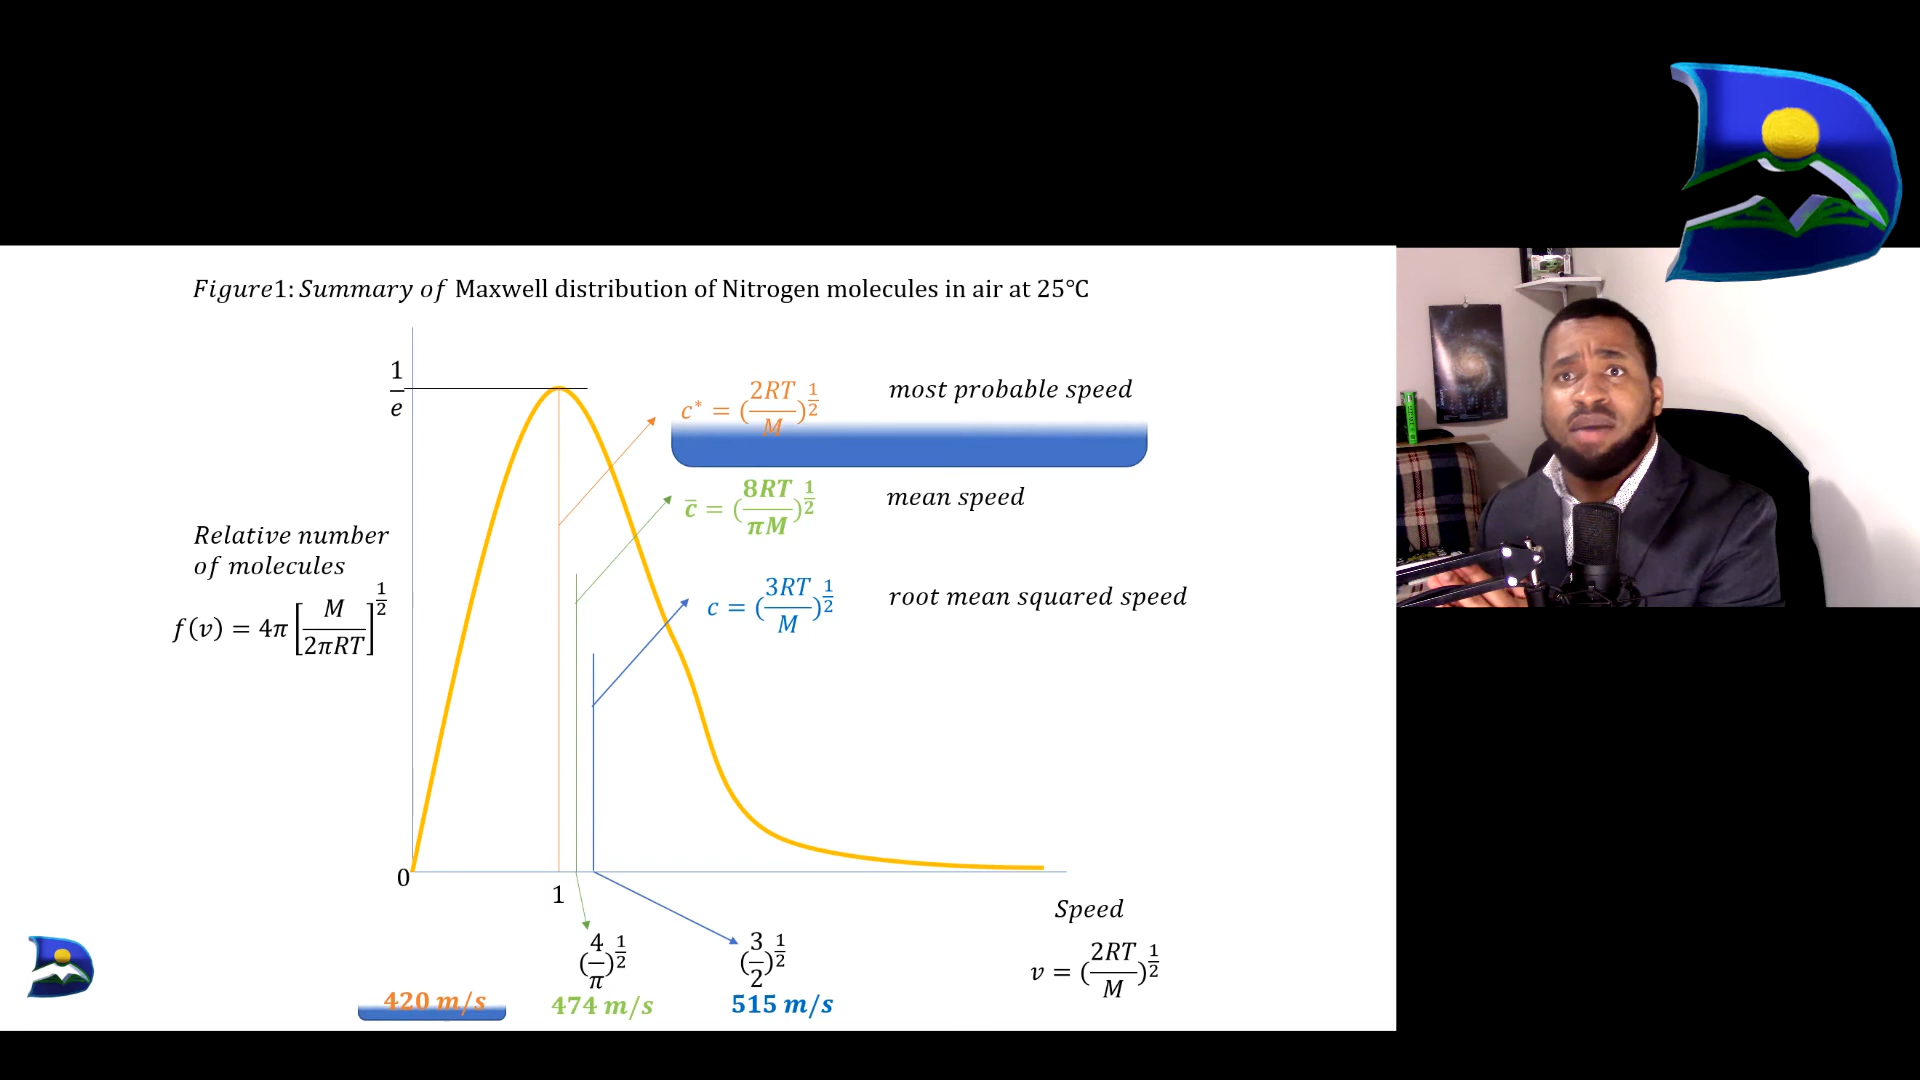 Figure1: Summary of Maxwell distribution of Nitrogen molecules in air at 25°C
1/e
c* = (2RT/M)^1/2 most probable speed
c̄ = (8RT/πM)^1/2 mean speed
Relative number
of molecules
f(v) = 4π[M/2πRT]^1/2
c = (3RT/M)^1/2 root mean squared speed
0
1
Speed
(4/π)^1/2 (3/2)^1/2
v = (2RT/M)^1/2
420 m/s 474 m/s 515 m/s